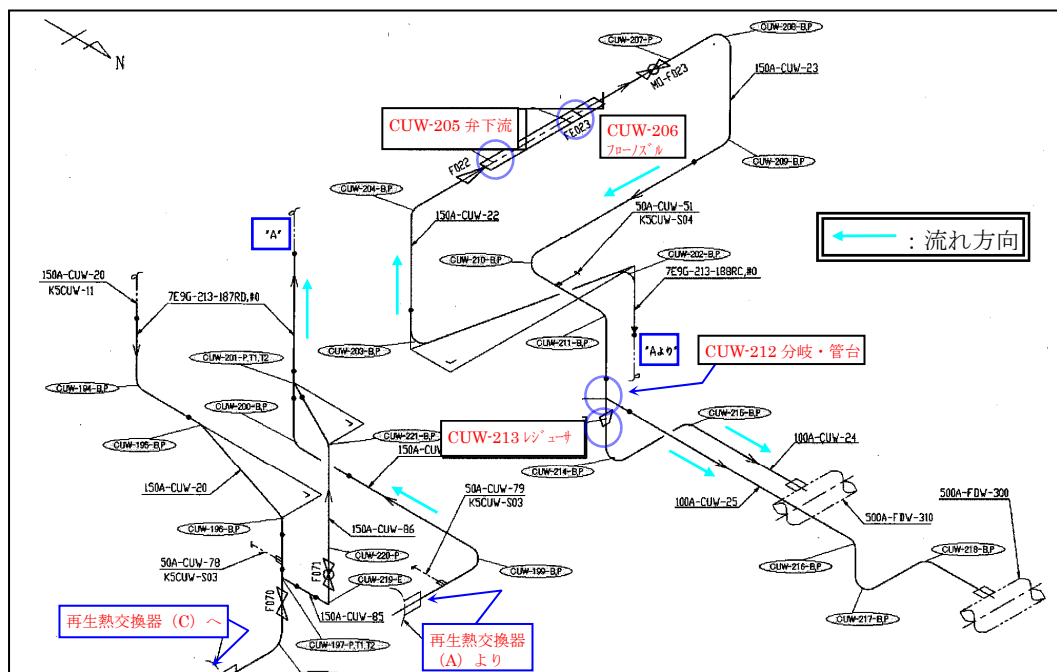 N
CUW-208-B,P
CUW-207-P
MO-F023
150A-CUW-23
CUW-205 弁下流
FE023
CUW-206
フローノズル
F022
CUW-209-B,P
CUW-204-B,P
50A-CUW-51
K5CUW-S04
150A-CUW-22
"A"
：流れ方向
CUW-202-B,P
CUW-210-B,P
7E9G-213-188RC,#0
150A-CUW-20
K5CUW-11
7E9G-213-187RD,#0
CUW-203-B,P
CUW-211-B,P
"Aより"
CUW-212 分岐・管台
CUW-201-P,T1,T2
CUW-194-B,P
CUW-200-B,P
CUW-215-B,P
CUW-195-B,P
CUW-221-B,P
CUW-213 レジューサ
100A-CUW-24
150A-CUW
CUW-214-B,P
150A-CUW-20
50A-CUW-79
K5CUW-S03
100A-CUW-25
500A-FDW-300
500A-FDW-310
CUW-196-B,P
150A-CUW-86
50A-CUW-78
K5CUW-S03
CUW-220-P
F071
CUW-219-E
CUW-199-B,P
CUW-216-B,P
CUW-218-B,P
F070
150A-CUW-85
CUW-217-B,P
再生熱交換器（C）へ
CUW-197-P,T1,T2
再生熱交換器
（A）より